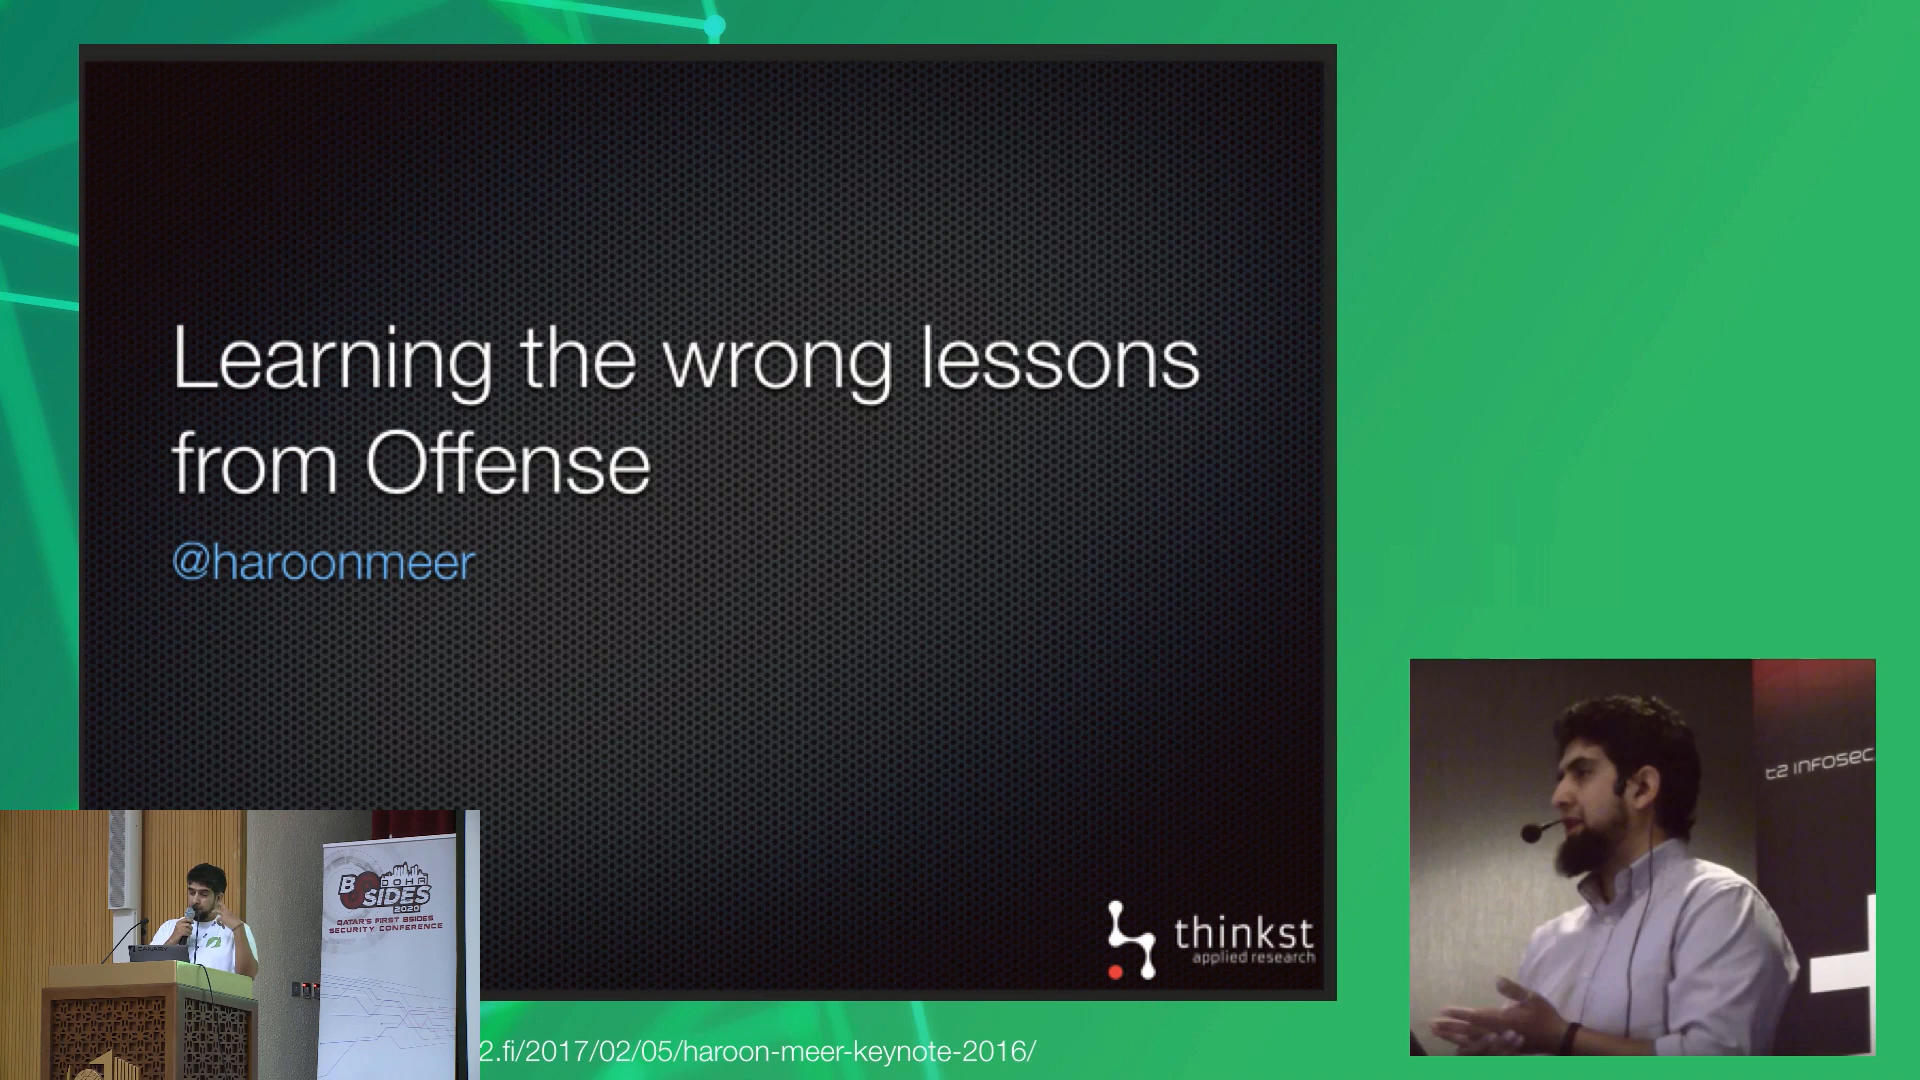 Learning the wrong lessons
from Offense
@haroonmeer
thinkst
applied research
t2 INFOSEC
BSIDES
DOHA
2020
QATAR'S FIRST BSIDES
SECURITY CONFERENCE
CANARY
2.fi/2017/02/05/haroon-meer-keynote-2016/